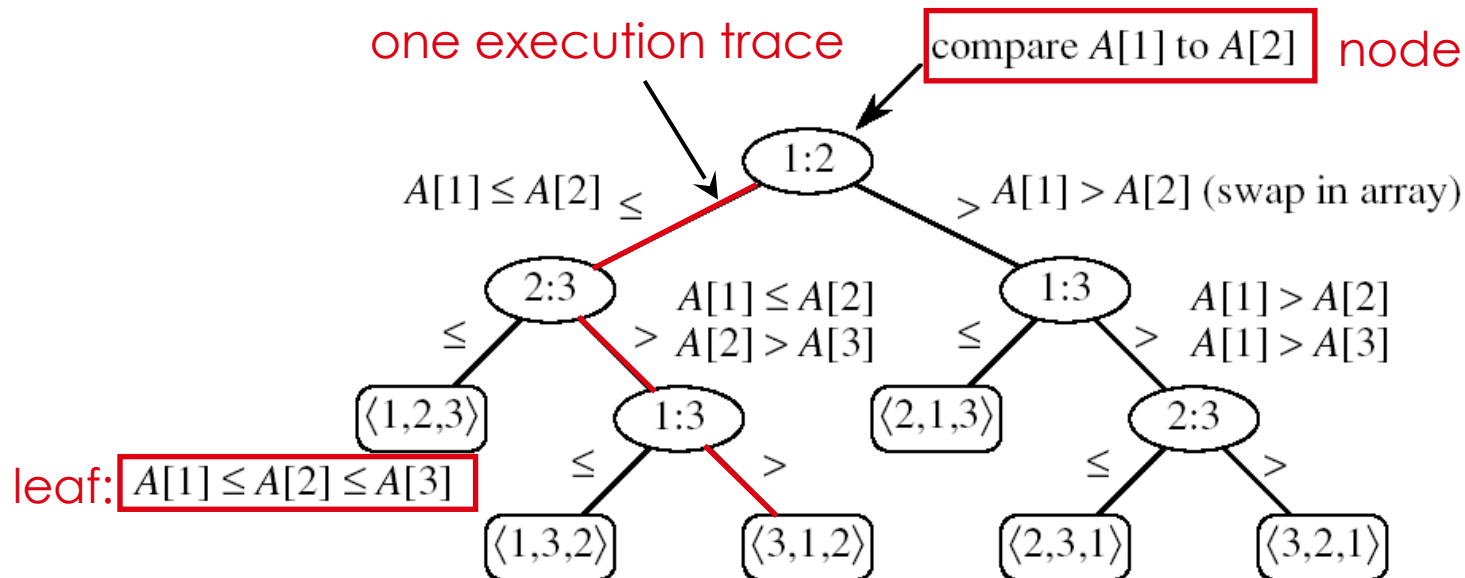 one execution trace
compare A[1] to A[2] node
1:2
A[1] ≤ A[2] ≤
> A[1] > A[2] (swap in array)
2:3
A[1] ≤ A[2]
1:3
A[1] > A[2]
≤
> A[2] > A[3]
≤
> A[1] > A[3]
⟨1,2,3⟩
1:3
⟨2,1,3⟩
2:3
leaf: A[1] ≤ A[2] ≤ A[3]
≤
>
≤
>
⟨1,3,2⟩
⟨3,1,2⟩
⟨2,3,1⟩
⟨3,2,1⟩